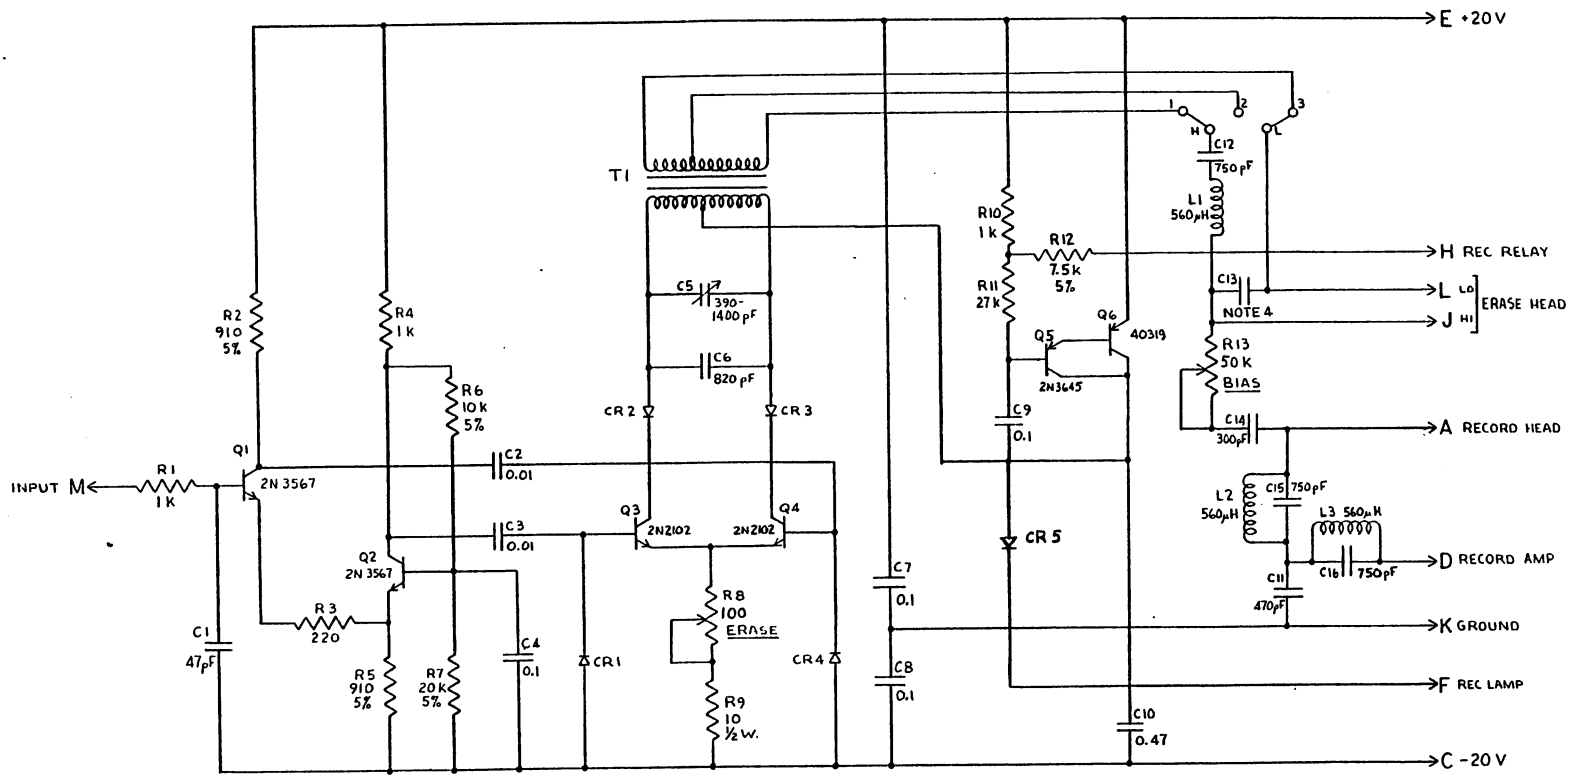 E +20V
T1
1
2
3
H
L
C12
750pF
L1
560µH
R10
1K
R12
7.5K
5%
H REC RELAY
R11
27K
C5
390-
1400pF
C13
NOTE 4
L LO
J HI
ERASE HEAD
R2
910
5%
R4
1K
Q6
40319
Q5
2N3645
R13
50K
BIAS
C6
820pF
R6
10K
5%
CR2
CR3
C9
0.1
C14
300pF
A RECORD HEAD
Q1
2N3567
C2
0.01
INPUT M
R1
1K
L2
560µH
C15
750pF
L3 560µH
Q3
2N2102
Q4
2N2102
C3
0.01
CR5
Q2
2N3567
C16
750pF
D RECORD AMP
C7
0.1
C11
470pF
R8
100
ERASE
R3
220
K GROUND
C1
47pF
C4
0.1
CR1
CR4
C8
0.1
R5
910
5%
R7
20K
5%
F REC LAMP
R9
10
½W.
C10
0.47
C -20V